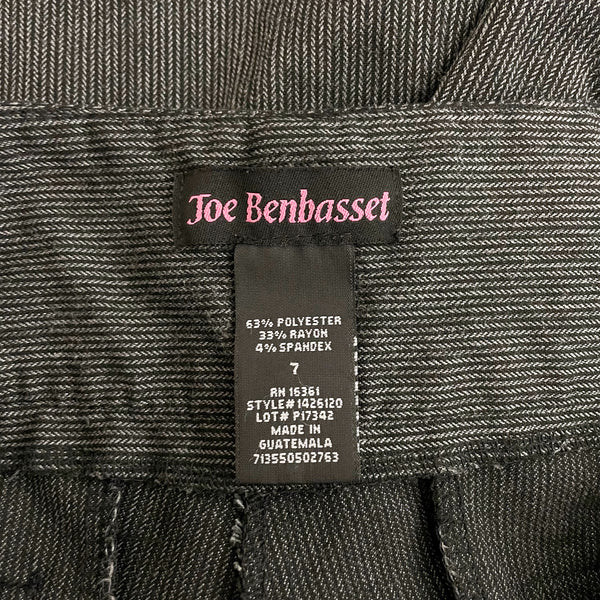 Joe Benbasset
63% POLYESTER
33% RAYON
4% SPANDEX
7
RN 16361
STYLE# 1426120
LOT# P17342
MADE IN
GUATEMALA
713550502763